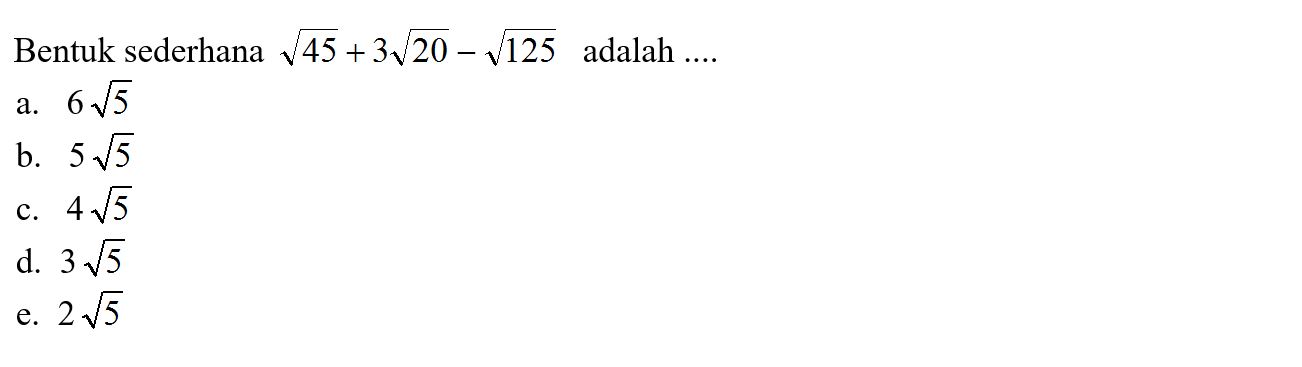 Bentuk sederhana √45 + 3√20 − √125 adalah ....
a. 6√5
b. 5√5
c. 4√5
d. 3√5
e. 2√5